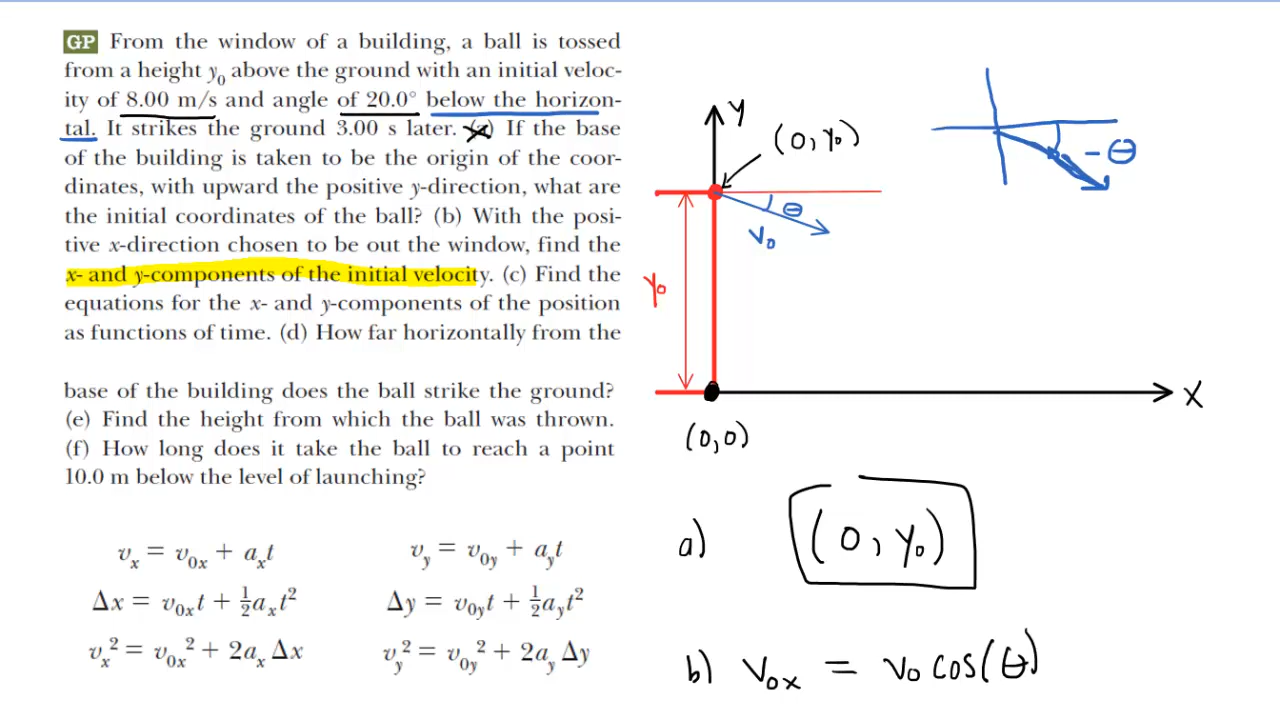 GP From the window of a building, a ball is tossed
from a height y₀ above the ground with an initial veloc-
ity of 8.00 m/s and angle of 20.0° below the horizon-
tal. It strikes the ground 3.00 s later. (a) If the base
of the building is taken to be the origin of the coor-
dinates, with upward the positive y-direction, what are
the initial coordinates of the ball? (b) With the posi-
tive x-direction chosen to be out the window, find the
x- and y-components of the initial velocity. (c) Find the
equations for the x- and y-components of the position
as functions of time. (d) How far horizontally from the
base of the building does the ball strike the ground?
(e) Find the height from which the ball was thrown.
(f) How long does it take the ball to reach a point
10.0 m below the level of launching?
vₓ = v₀ₓ + aₓt
Δx = v₀ₓt + ½aₓt²
vₓ² = v₀ₓ² + 2aₓ Δx
v_y = v₀y + a_yt
Δy = v₀yt + ½a_yt²
v_y² = v₀y² + 2a_y Δy
y
(0, y₀)
-θ
θ
v₀
y₀
x
(0,0)
a) (0, y₀)
b) v₀ₓ = v₀ cos(θ)